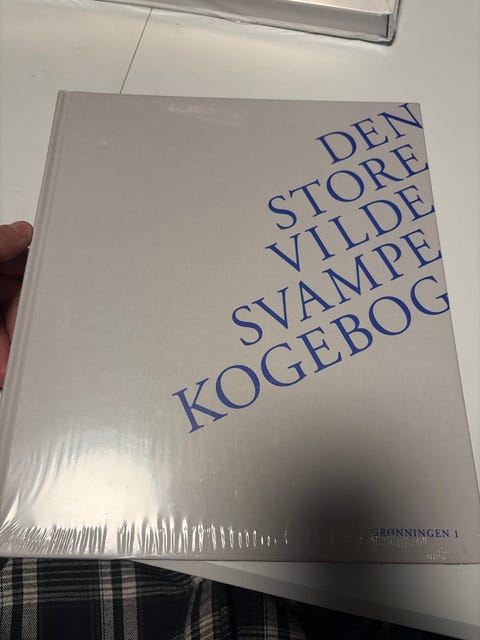 DEN
STORE
VILDE
SVAMPE
KOGEBOG
GRØNNINGEN 1